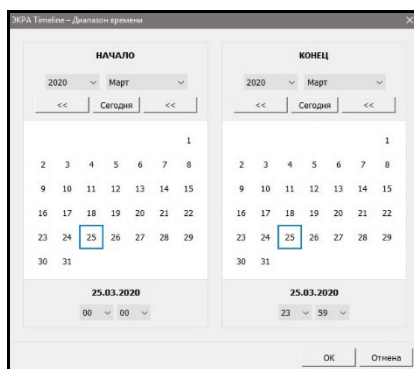 ЭКРА Timeline – Диапазон времени
НАЧАЛО
2020 Март
<< Сегодня <<
1
2 3 4 5 6 7 8
9 10 11 12 13 14 15
16 17 18 19 20 21 22
23 24 25 26 27 28 29
30 31
25.03.2020
00 00
КОНЕЦ
2020 Март
<< Сегодня <<
1
2 3 4 5 6 7 8
9 10 11 12 13 14 15
16 17 18 19 20 21 22
23 24 25 26 27 28 29
30 31
25.03.2020
23 59
ОК Отмена